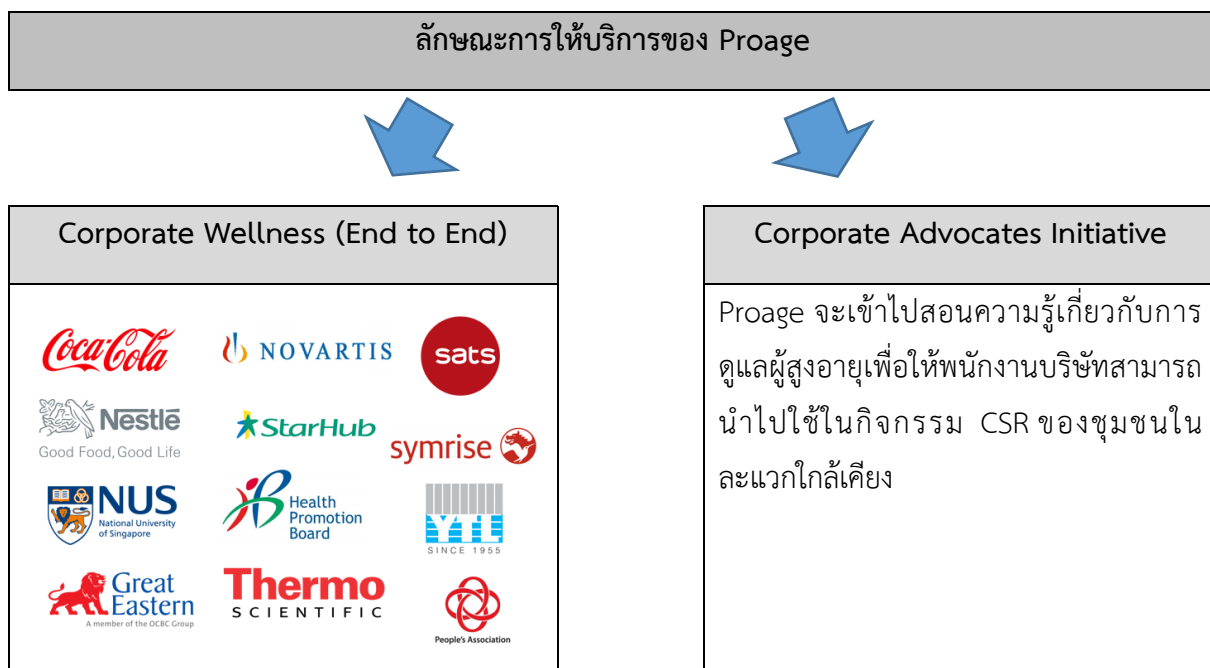 ลักษณะการให้บริการของ Proage
Corporate Wellness (End to End)
Coca-Cola
NOVARTIS
sats
Nestlé
Good Food, Good Life
StarHub
symrise
NUS
National University
of Singapore
Health
Promotion
Board
YTL
SINCE 1955
Great
Eastern
A member of the OCBC Group
Thermo
SCIENTIFIC
People's Association
Corporate Advocates Initiative
Proage จะเข้าไปสอนความรู้เกี่ยวกับการ
ดูแลผู้สูงอายุเพื่อให้พนักงานบริษัทสามารถ
นำไปใช้ในกิจกรรม CSR ของชุมชนใน
ละแวกใกล้เคียง